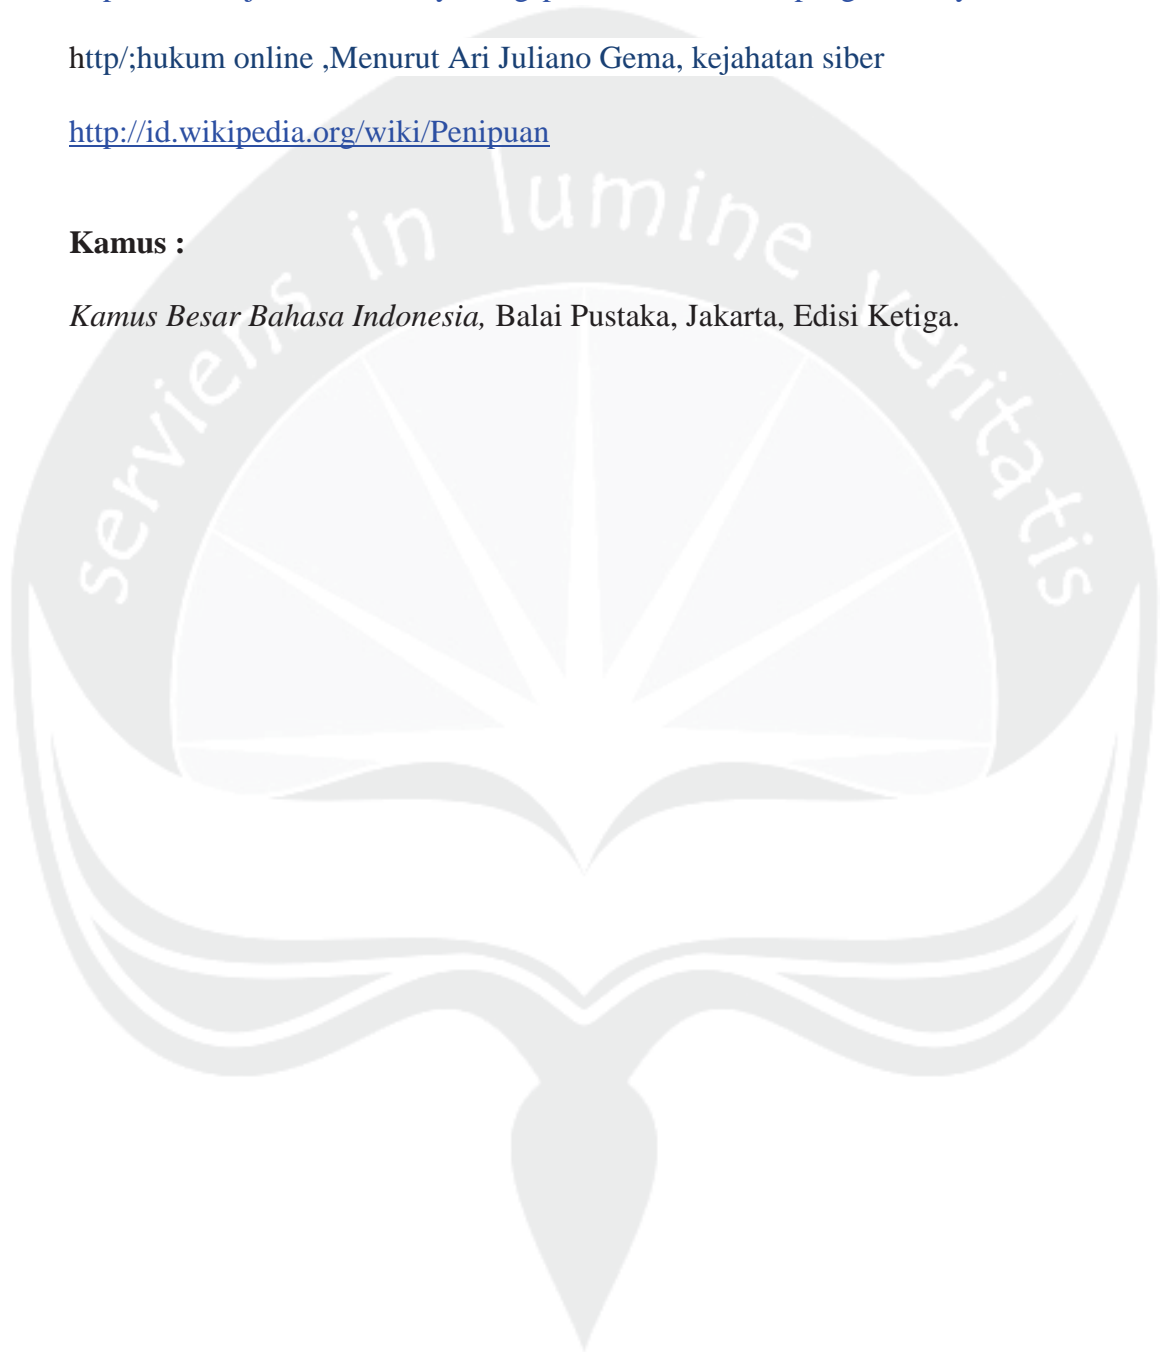 http/;hukum online ,Menurut Ari Juliano Gema, kejahatan siber
http://id.wikipedia.org/wiki/Penipuan
serviens in lumine veritatis
Kamus :
Kamus Besar Bahasa Indonesia, Balai Pustaka, Jakarta, Edisi Ketiga.